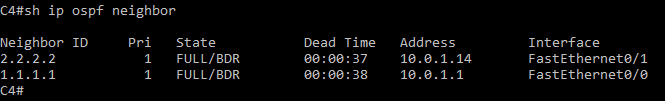 C4#sh ip ospf neighbor
Neighbor ID     Pri   State           Dead Time   Address         Interface
2.2.2.2           1   FULL/BDR        00:00:37    10.0.1.14       FastEthernet0/1
1.1.1.1           1   FULL/BDR        00:00:38    10.0.1.1        FastEthernet0/0
C4#